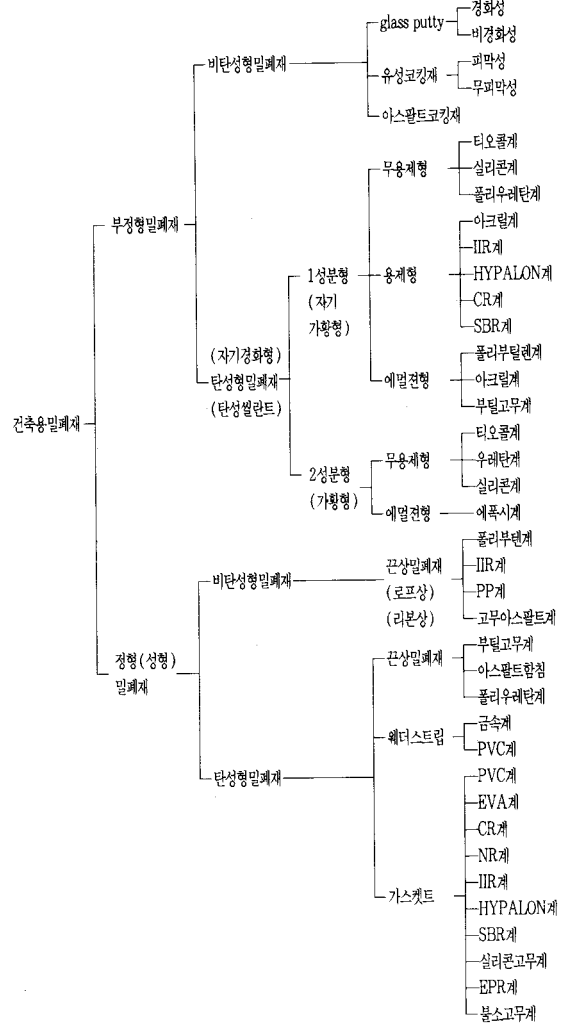 glass putty
경화성
비경화성
비탄성형밀폐재
유성코킹재
피막성
무피막성
아스팔트코킹재
부정형밀폐재
무용제형
티오콜계
실리콘계
폴리우레탄계
1성분형
(자기
가황형)
용제형
아크릴계
IIR계
HYPALON계
CR계
SBR계
(자기경화형)
탄성형밀폐재
(탄성씰란트)
에멀젼형
폴리부틸렌계
아크릴계
부틸고무계
건축용밀폐재
2성분형
(가황형)
무용제형
티오콜계
우레탄계
실리콘계
에멀젼형
에폭시계
비탄성형밀폐재
끈상밀폐재
(로프상)
(리본상)
폴리부텐계
IIR계
PP계
고무아스팔트계
정형(성형)
밀폐재
끈상밀폐재
부틸고무계
아스팔트함침
폴리우레탄계
웨더스트립
금속계
PVC계
탄성형밀폐재
가스켓트
PVC계
EVA계
CR계
NR계
IIR계
HYPALON계
SBR계
실리콘고무계
EPR계
불소고무계